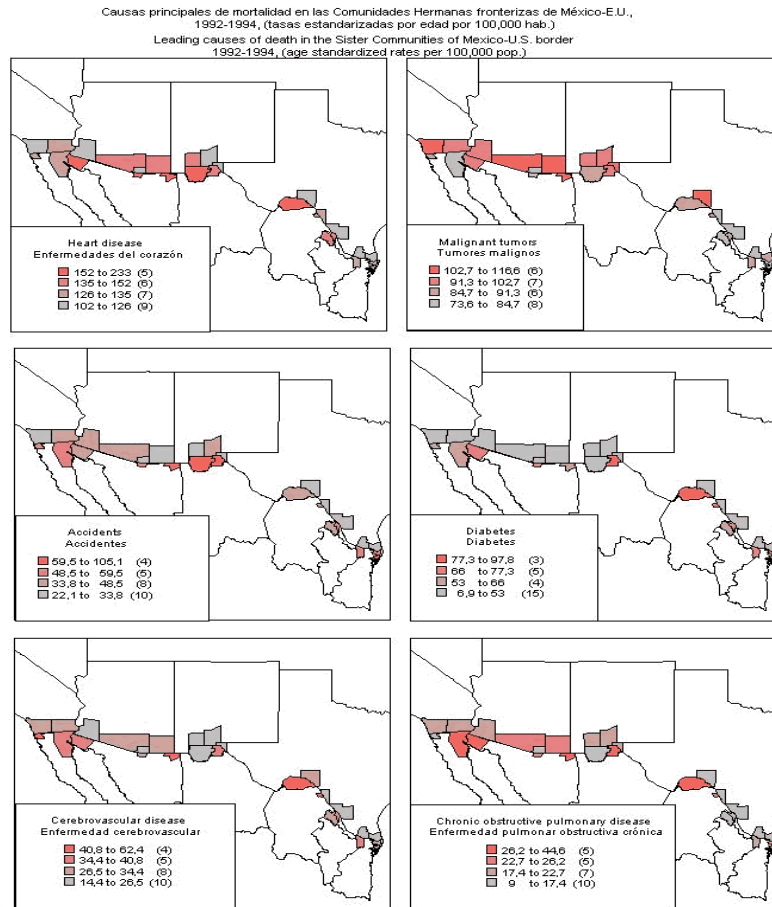 Causas principales de mortalidad en las Comunidades Hermanas fronterizas de México-E.U.,
1992-1994, (tasas estandarizadas por edad por 100,000 hab.)
Leading causes of death in the Sister Communities of Mexico-U.S. border
1992-1994, (age standardized rates per 100,000 pop.)
Heart disease
Enfermedades del corazón
152 to 233 (5)
135 to 152 (6)
126 to 135 (7)
102 to 126 (9)
Malignant tumors
Tumores malignos
102,7 to 116,6 (6)
91,3 to 102,7 (7)
84,7 to 91,3 (6)
73,6 to 84,7 (8)
Accidents
Accidentes
59,5 to 105,1 (4)
48,5 to 59,5 (5)
33,8 to 48,5 (8)
22,1 to 33,8 (10)
Diabetes
Diabetes
77,3 to 97,8 (3)
66 to 77,3 (5)
53 to 66 (4)
6,9 to 53 (15)
Cerebrovascular disease
Enfermedad cerebrovascular
40,8 to 62,4 (4)
34,4 to 40,8 (5)
26,5 to 34,4 (8)
14,4 to 26,5 (10)
Chronic obstructive pulmonary disease
Enfermedad pulmonar obstructiva crónica
26,2 to 44,6 (5)
22,7 to 26,2 (5)
17,4 to 22,7 (7)
9 to 17,4 (10)